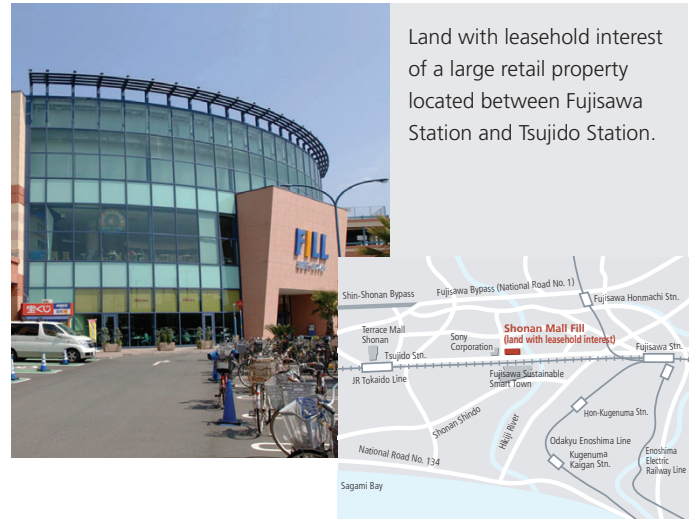 Land with leasehold interest
of a large retail property
located between Fujisawa
Station and Tsujido Station.
FILL
宝くじ
Shin-Shonan Bypass
Fujisawa Bypass (National Road No. 1)
Fujisawa Honmachi Stn.
Terrace Mall
Shonan
Sony
Corporation
Shonan Mall Fill
(land with leasehold interest)
Fujisawa Stn.
Tsujido Stn.
JR Tokaido Line
Fujisawa Sustainable
Smart Town
Hon-Kugenuma Stn.
Shonan Shindo
Hikiji River
Odakyu Enoshima Line
Kugenuma
Kaigan Stn.
Enoshima
Electric
Railway Line
National Road No. 134
Sagami Bay